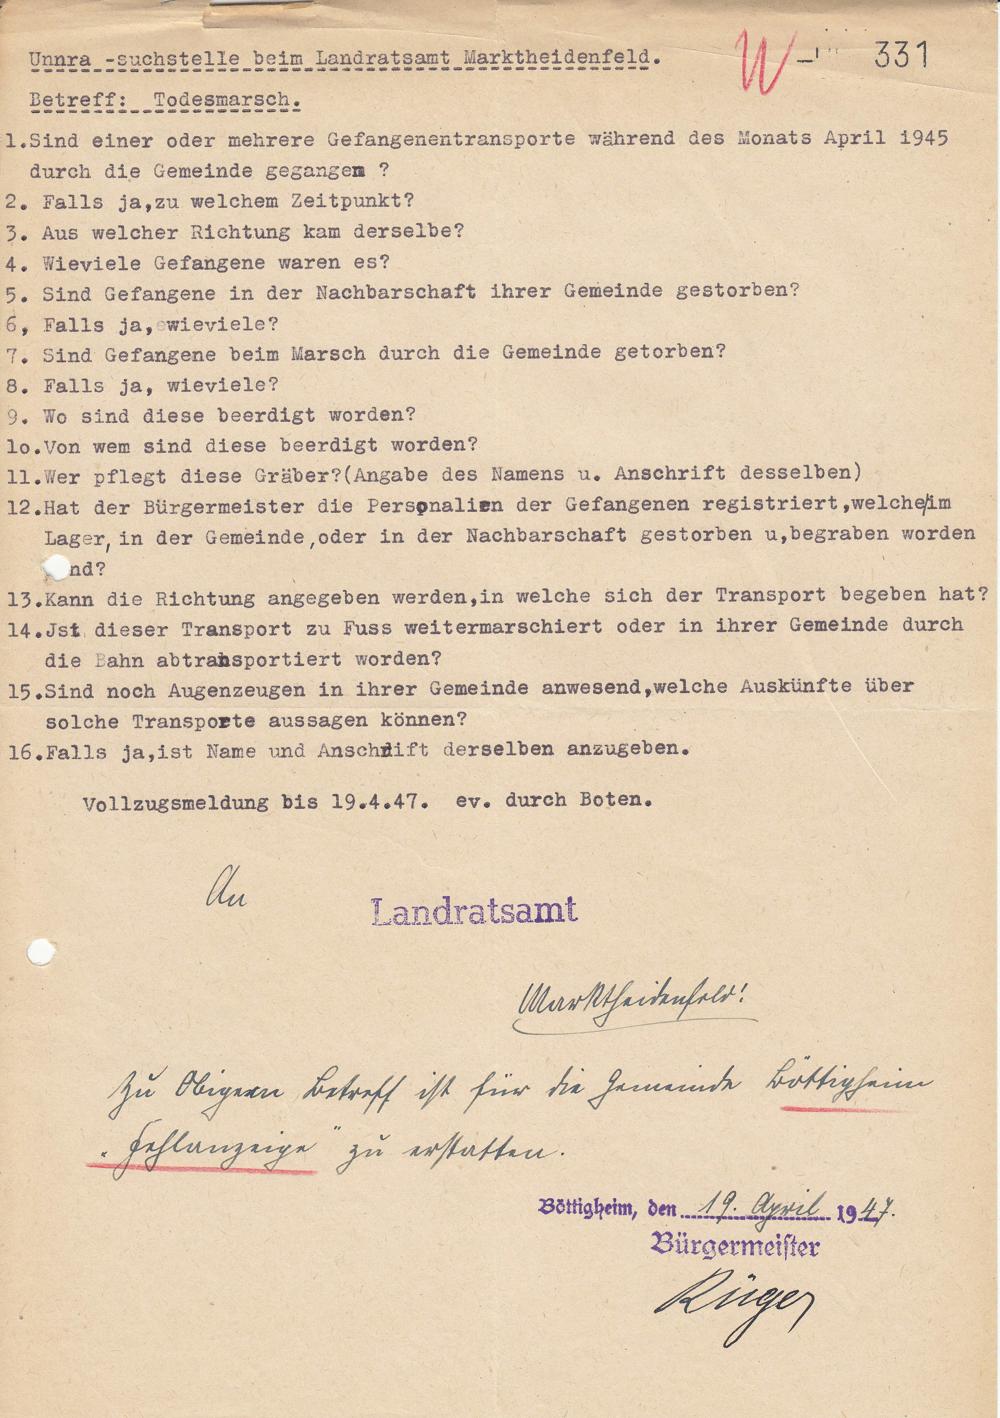 W - 331
Unnra -suchstelle beim Landratsamt Marktheidenfeld.
Betreff: Todesmarsch.
1.Sind einer oder mehrere Gefangenentransporte während des Monats April 1945
durch die Gemeinde gegangen ?
2. Falls ja,zu welchem Zeitpunkt?
3. Aus welcher Richtung kam derselbe?
4. Wieviele Gefangene waren es?
5. Sind Gefangene in der Nachbarschaft ihrer Gemeinde gestorben?
6, Falls ja, wieviele?
7. Sind Gefangene beim Marsch durch die Gemeinde getorben?
8. Falls ja, wieviele?
9. Wo sind diese beerdigt worden?
1o.Von wem sind diese beerdigt worden?
11.Wer pflegt diese Gräber?(Angabe des Namens u. Anschrift desselben)
12.Hat der Bürgermeister die Personalien der Gefangenen registriert,welche/im
Lager, in der Gemeinde,oder in der Nachbarschaft gestorben u,begraben worden
nd?
13.Kann die Richtung angegeben werden,in welche sich der Transport begeben hat?
14.Jst dieser Transport zu Fuss weitermarschiert oder in ihrer Gemeinde durch
die Bahn abtransportiert worden?
15.Sind noch Augenzeugen in ihrer Gemeinde anwesend,welche Auskünfte über
solche Transporte aussagen können?
16.Falls ja,ist Name und Anschrift derselben anzugeben.
Vollzugsmeldung bis 19.4.47. ev. durch Boten.
An
Landratsamt
Marktheidenfeld!
Zu Obigem Betreff ist für die Gemeinde Böttigheim
"Fehlanzeige" zu erstatten.
Böttigheim, den 19. April 1947.
Bürgermeister
Rüger